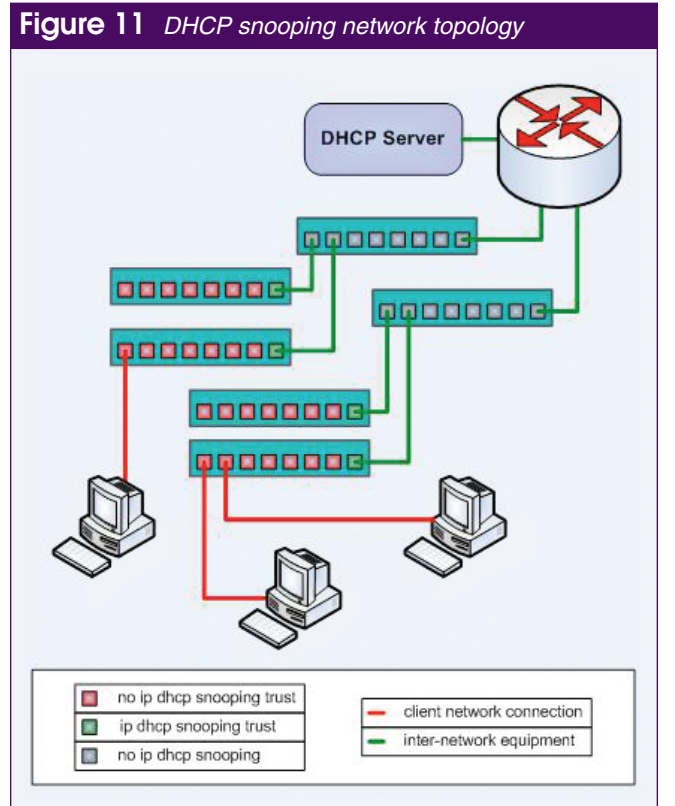 Figure 11 DHCP snooping network topology
DHCP Server
no ip dhcp snooping trust
ip dhcp snooping trust
no ip dhcp snooping
client network connection
inter-network equipment